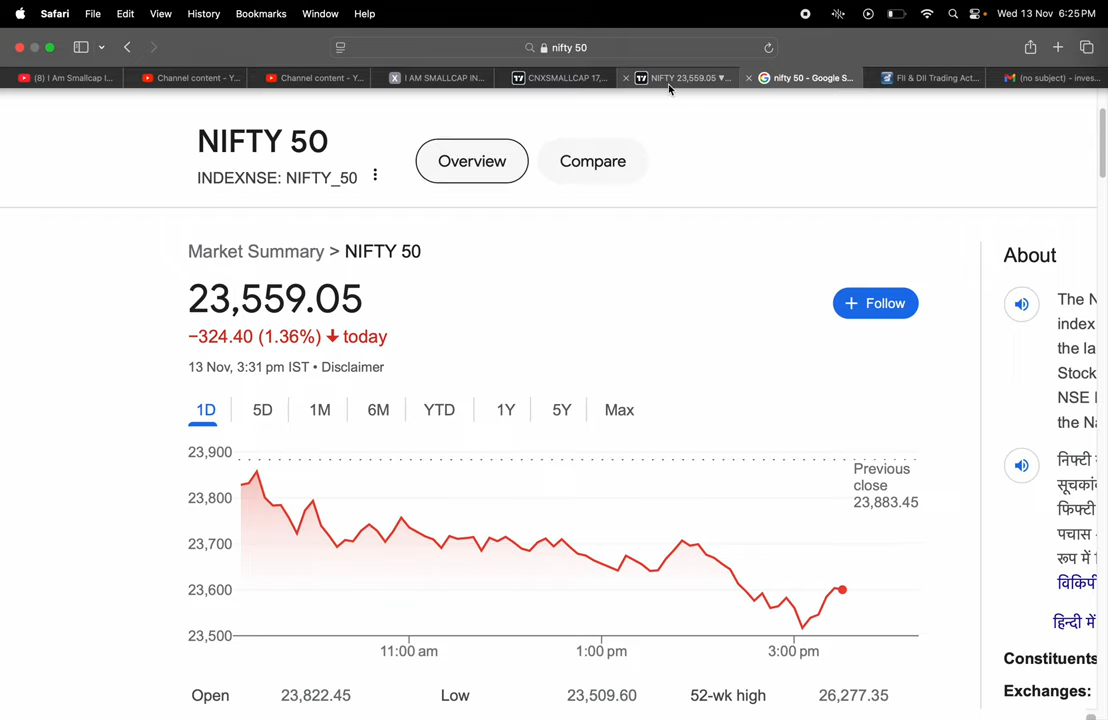 Safari File Edit View History Bookmarks Window Help Wed 13 Nov 6:25 PM
nifty 50
(8) I Am Smallcap I...
Channel content - Y...
Channel content - Y...
I AM SMALLCAP IN...
CNXSMALLCAP 17,...
NIFTY 23,559.05 ▼...
nifty 50 - Google S...
FII & DII Trading Act...
(no subject) - inves...
NIFTY 50
INDEXNSE: NIFTY_50
Overview
Compare
Market Summary > NIFTY 50
23,559.05
−324.40 (1.36%) ↓ today
13 Nov, 3:31 pm IST • Disclaimer
+ Follow
1D 5D 1M 6M YTD 1Y 5Y Max
23,900
23,800
23,700
23,600
23,500
Previous
close
23,883.45
11:00 am 1:00 pm 3:00 pm
Open 23,822.45 Low 23,509.60 52-wk high 26,277.35
About
The
index
the la
Stock
NSE
the Na
निफ्टी
फिफ्टी
पचास
रूप में
हिन्दी में
Constituents
Exchanges: